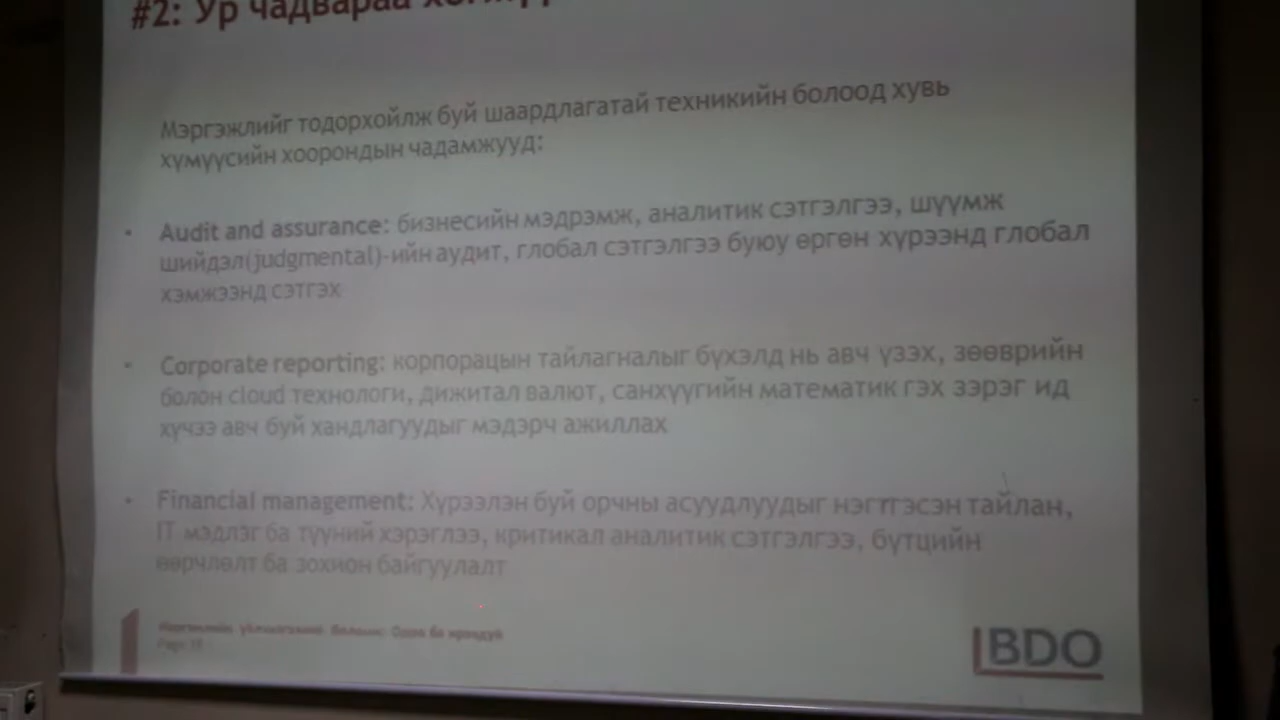 #2: Ур чадвараа
Мэргэжлийг тодорхойлж буй шаардлагатай техникийн болоод хувь
хүмүүсийн хоорондын чадамжууд:
• Audit and assurance: бизнесийн мэдрэмж, аналитик сэтгэлгээ, шүүмж
шийдэл(judgmental)-ийн аудит, глобал сэтгэлгээ буюу өргөн хүрээнд глобал
хэмжээнд сэтгэх
• Corporate reporting: корпорацын тайлагналыг бүхэлд нь авч үзэх, зөөврийн
болон cloud технологи, дижитал валют, санхүүгийн математик гэх зэрэг ид
хүчээ авч буй хандлагуудыг мэдэрч ажиллах
• Financial management: Хүрээлэн буй орчны асуудлуудыг нэгтгэсэн тайлан,
IT мэдлэг ба түүний хэрэглээ, критикал аналитик сэтгэлгээ, бүтцийн
өөрчлөлт ба зохион байгуулалт
Page
BDO